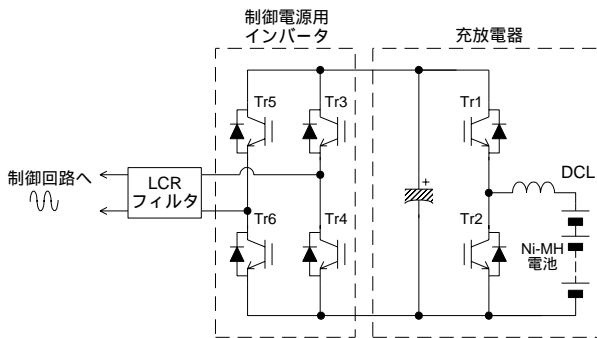 制御電源用
インバータ
充放電器
Tr5
Tr3
Tr1
制御回路へ
LCR
フィルタ
DCL
Tr6
Tr4
Tr2
+
Ni-MH
電池